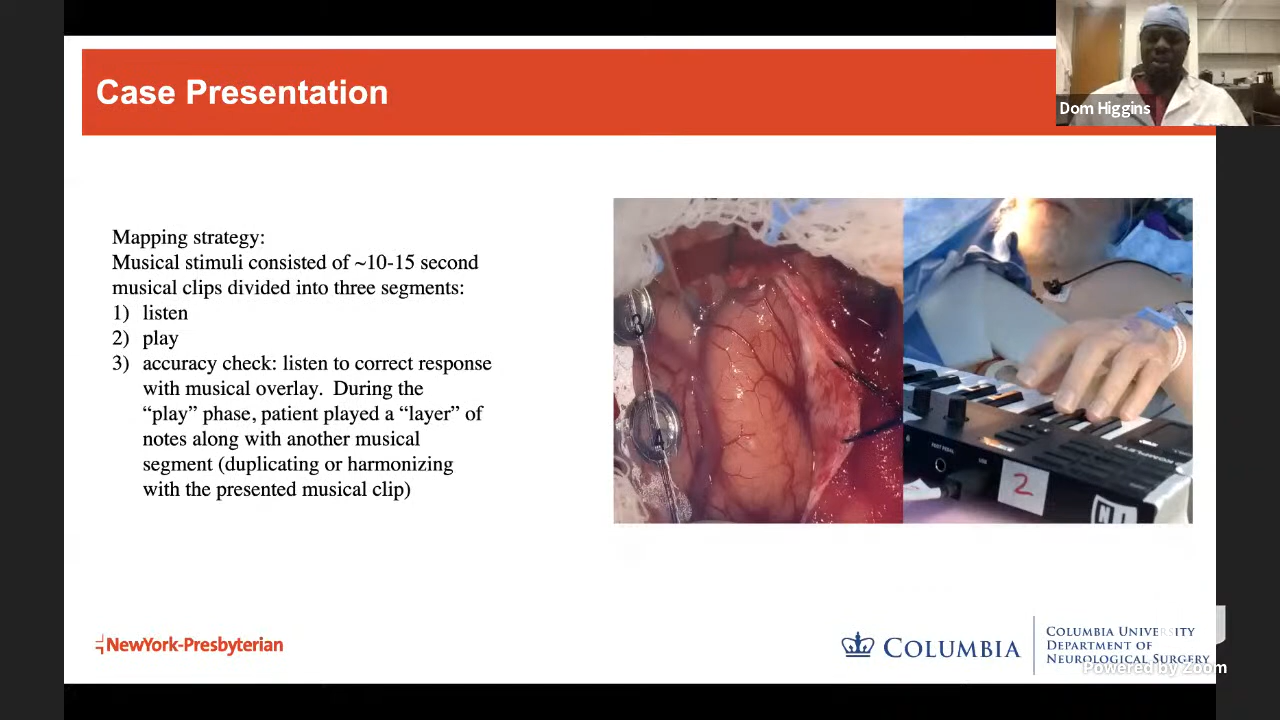 Case Presentation
Dom Higgins
Mapping strategy:
Musical stimuli consisted of ~10-15 second
musical clips divided into three segments:
1) listen
2) play
3) accuracy check: listen to correct response
with musical overlay. During the
“play” phase, patient played a “layer” of
notes along with another musical
segment (duplicating or harmonizing
with the presented musical clip)
2
NewYork-Presbyterian
COLUMBIA
COLUMBIA UNIVERSITY
DEPARTMENT OF
NEUROLOGICAL SURGERY
Powered by Zoom